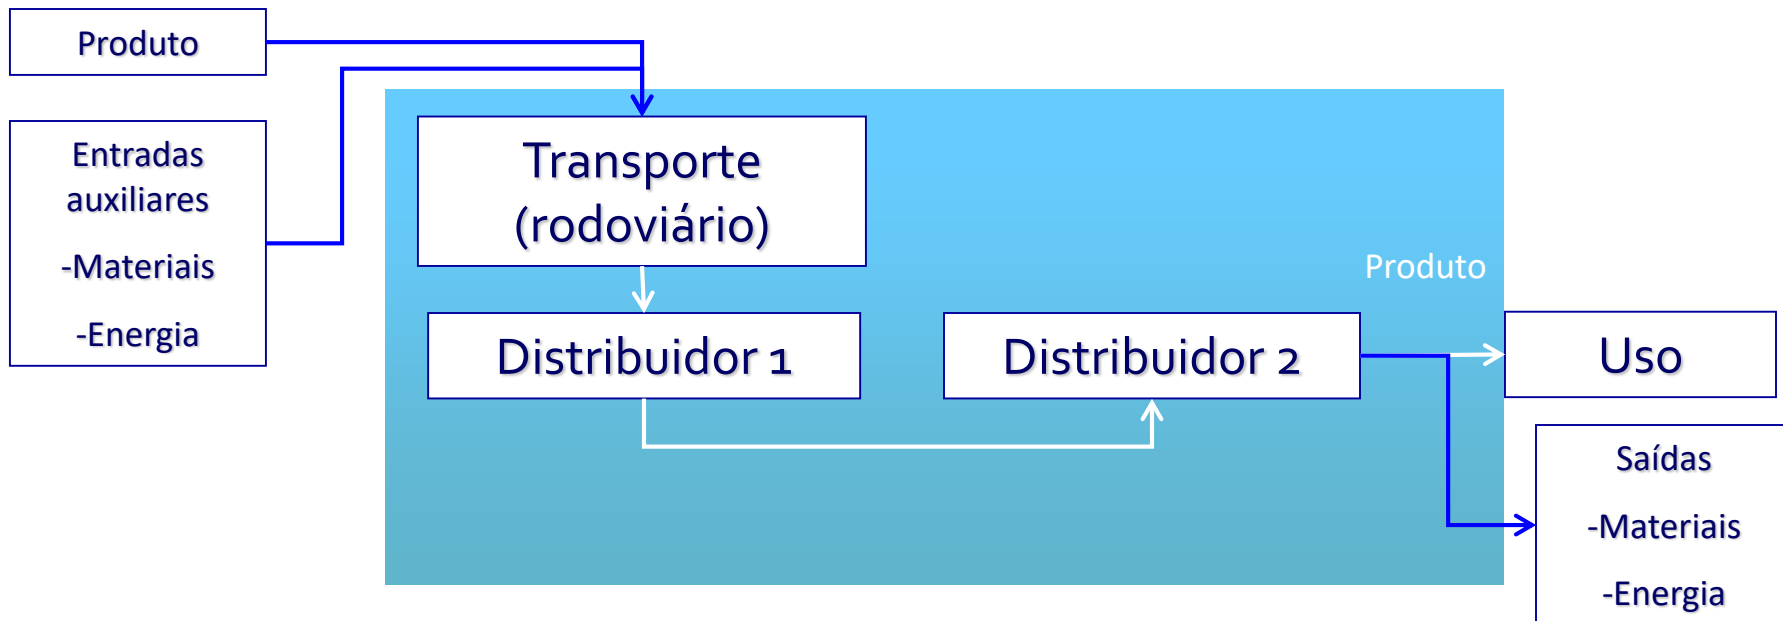 Produto
Entradas
auxiliares
-Materiais
-Energia
Transporte
(rodoviário)
Distribuidor 1
Distribuidor 2
Produto
Uso
Saídas
-Materiais
-Energia